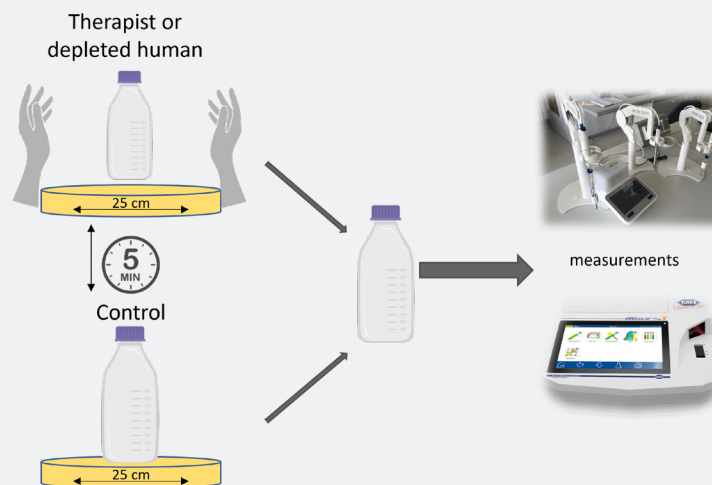 Therapist or
depleted human
25 cm
5
MIN
Control
25 cm
measurements